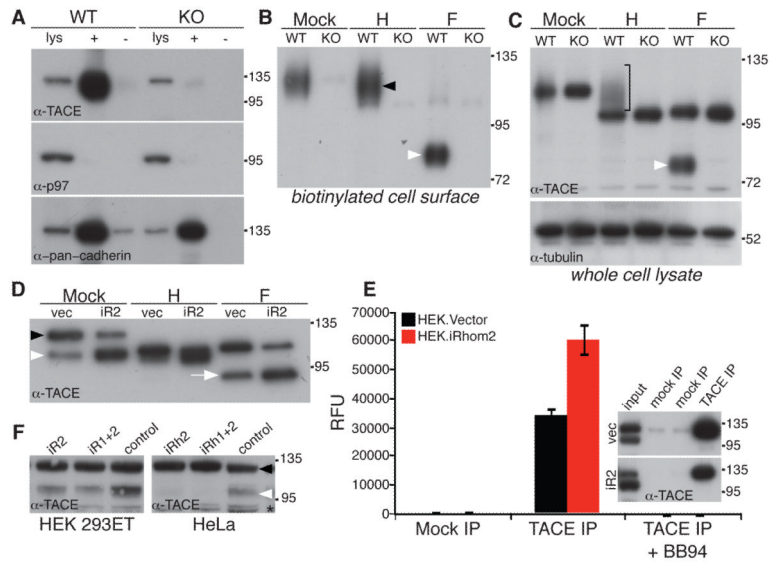 A
WT
KO
lys + - lys + -
135
95
α-TACE
95
α-p97
135
α-pan-cadherin
B
Mock H F
WT KO WT KO WT KO
135
95
72
biotinylated cell surface
C
Mock H F
WT KO WT KO WT KO
135
95
72
α-TACE
52
α-tubulin
whole cell lysate
D
Mock H F
vec iR2 vec iR2 vec iR2
135
95
α-TACE
E
70000
60000
50000
40000
30000
20000
10000
0
RFU
HEK.Vector
HEK.iRhom2
Mock IP
TACE IP
TACE IP
+ BB94
input
mock IP
mock IP
TACE IP
vec
135
95
iR2
135
95
α-TACE
F
iR2 iR1+2 control
α-TACE
HEK 293ET
iRh2 iRh1+2 control
135
95
*
α-TACE
HeLa